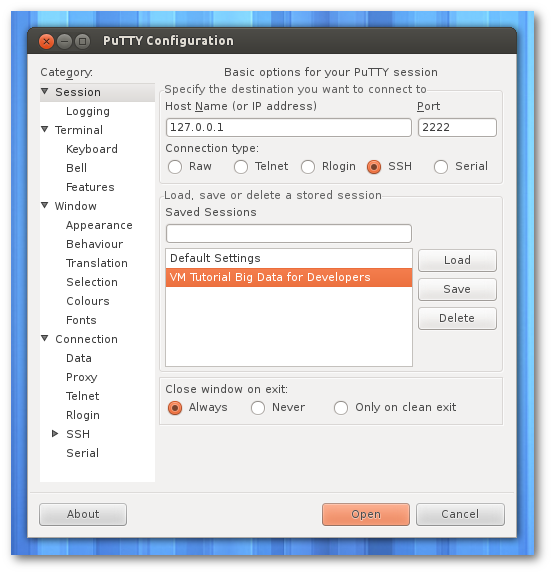 PuTTY Configuration
Category:
Session
Logging
Terminal
Keyboard
Bell
Features
Window
Appearance
Behaviour
Translation
Selection
Colours
Fonts
Connection
Data
Proxy
Telnet
Rlogin
SSH
Serial
Basic options for your PuTTY session
Specify the destination you want to connect to
Host Name (or IP address) Port
127.0.0.1 2222
Connection type:
Raw Telnet Rlogin SSH Serial
Load, save or delete a stored session
Saved Sessions
Default Settings
VM Tutorial Big Data for Developers
Load
Save
Delete
Close window on exit:
Always Never Only on clean exit
About Open Cancel